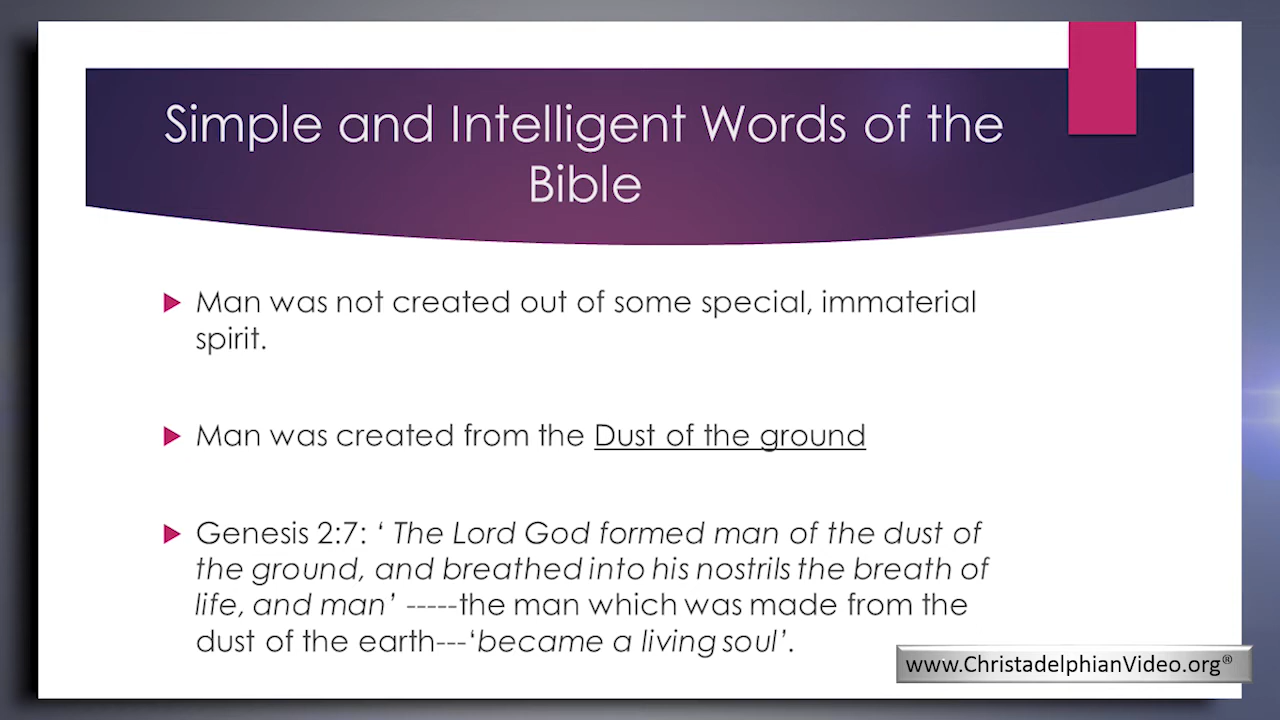 Simple and Intelligent Words of the
Bible
Man was not created out of some special, immaterial
spirit.
Man was created from the Dust of the ground
Genesis 2:7: ‘ The Lord God formed man of the dust of
the ground, and breathed into his nostrils the breath of
life, and man’ -----the man which was made from the
dust of the earth---‘became a living soul’.
www.ChristadelphianVideo.org®